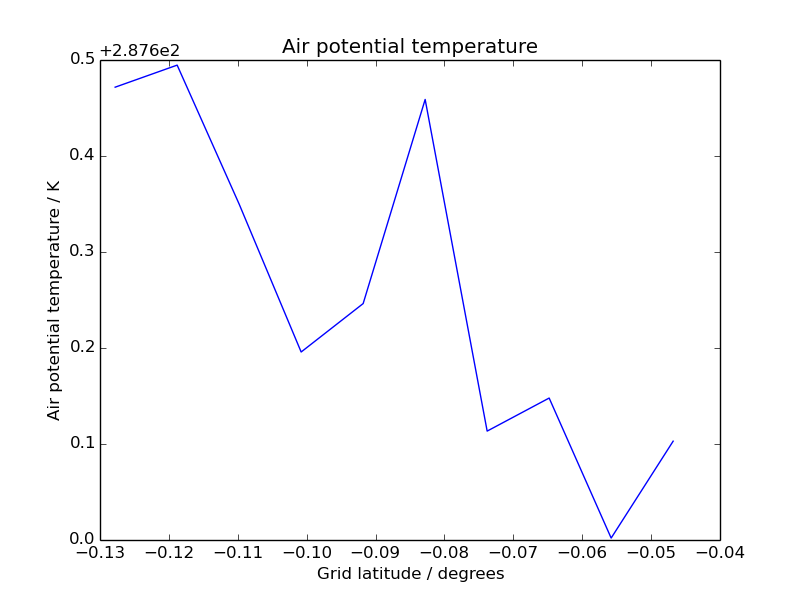 Air potential temperature
+2.876e2
0.5
0.4
0.3
0.2
0.1
0.0
Air potential temperature / K
−0.13 −0.12 −0.11 −0.10 −0.09 −0.08 −0.07 −0.06 −0.05 −0.04
Grid latitude / degrees